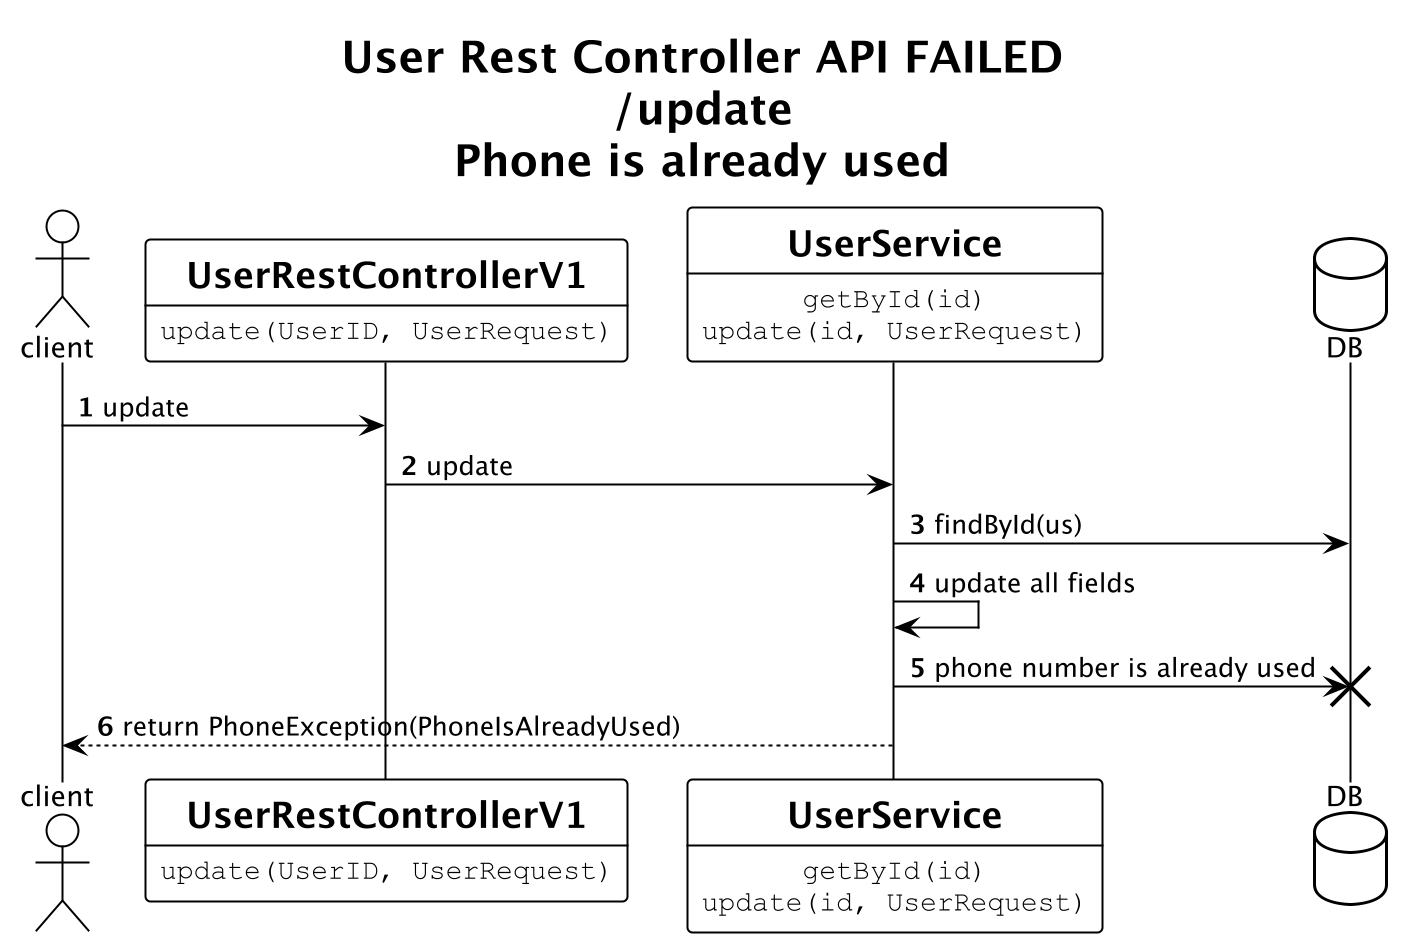 User Rest Controller API FAILED
/update
Phone is already used
client
UserRestControllerV1
update(UserID, UserRequest)
UserService
getById(id)
update(id, UserRequest)
DB
1 update
2 update
3 findById(us)
4 update all fields
5 phone number is already used
6 return PhoneException(PhoneIsAlreadyUsed)
client
UserRestControllerV1
update(UserID, UserRequest)
UserService
getById(id)
update(id, UserRequest)
DB